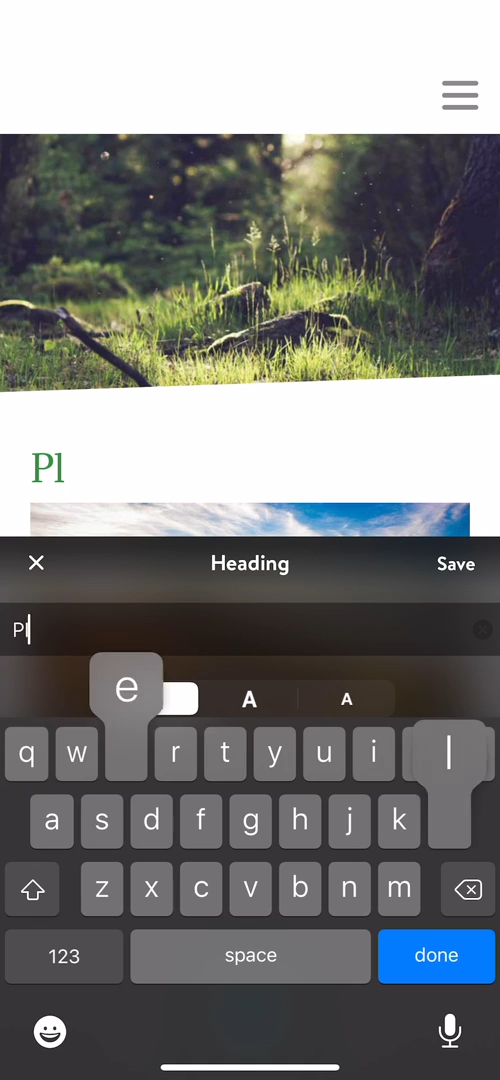 Pl
Heading
Save
Pl
e
A
A
q w r t y u i l
a s d f g h j k
z x c v b n m
123 space done